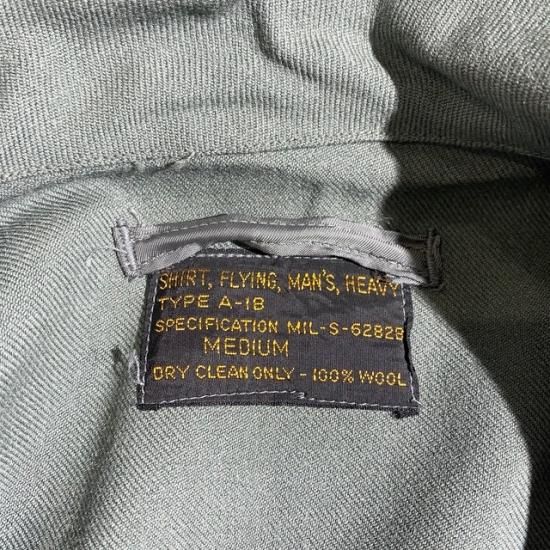 SHIRT, FLYING, MAN'S, HEAVY
TYPE A-1B
SPECIFICATION MIL-S-6282B
MEDIUM
DRY CLEAN ONLY - 100% WOOL